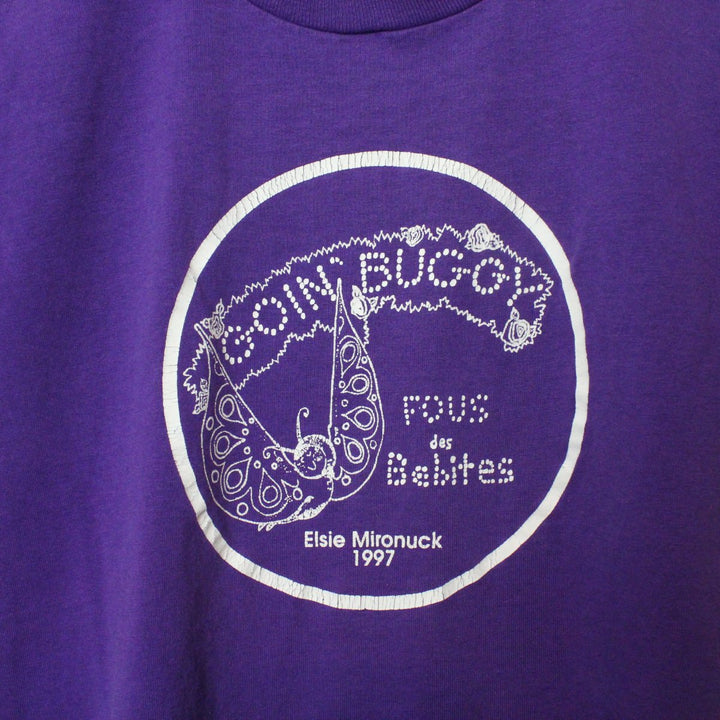 GOIN' BUGGY
FOUS
des
Bebites
Elsie Mironuck
1997